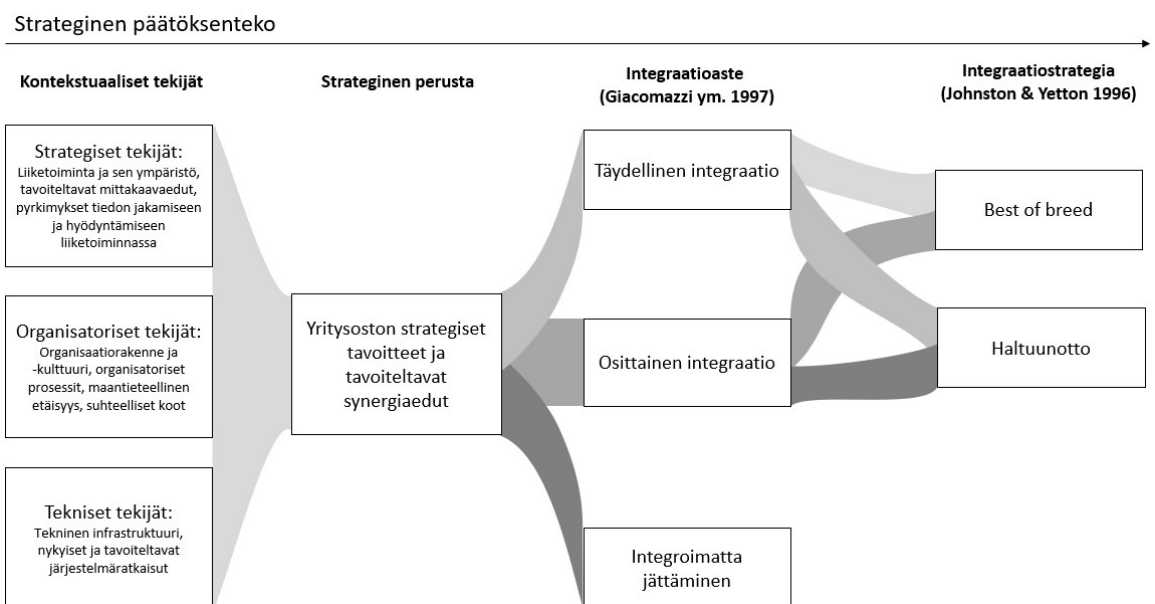 Strateginen päätöksenteko
Kontekstuaaliset tekijät
Strateginen perusta
Integraatioaste
(Giacomazzi ym. 1997)
Integraatiostrategia
(Johnston & Yetton 1996)
Strategiset tekijät:
Liiketoiminta ja sen ympäristö,
tavoiteltavat mittakaavaedut,
pyrkimykset tiedon jakamiseen
ja hyödyntämiseen
liiketoiminnassa
Organisatoriset tekijät:
Organisaatiorakenne ja
-kulttuuri, organisatoriset
prosessit, maantieteellinen
etäisyys, suhteelliset koot
Tekniset tekijät:
Tekninen infrastruktuuri,
nykyiset ja tavoiteltavat
järjestelmäratkaisut
Yritysoston strategiset
tavoitteet ja
tavoiteltavat
synergiaedut
Täydellinen integraatio
Osittainen integraatio
Integroimatta
jättäminen
Best of breed
Haltuunotto